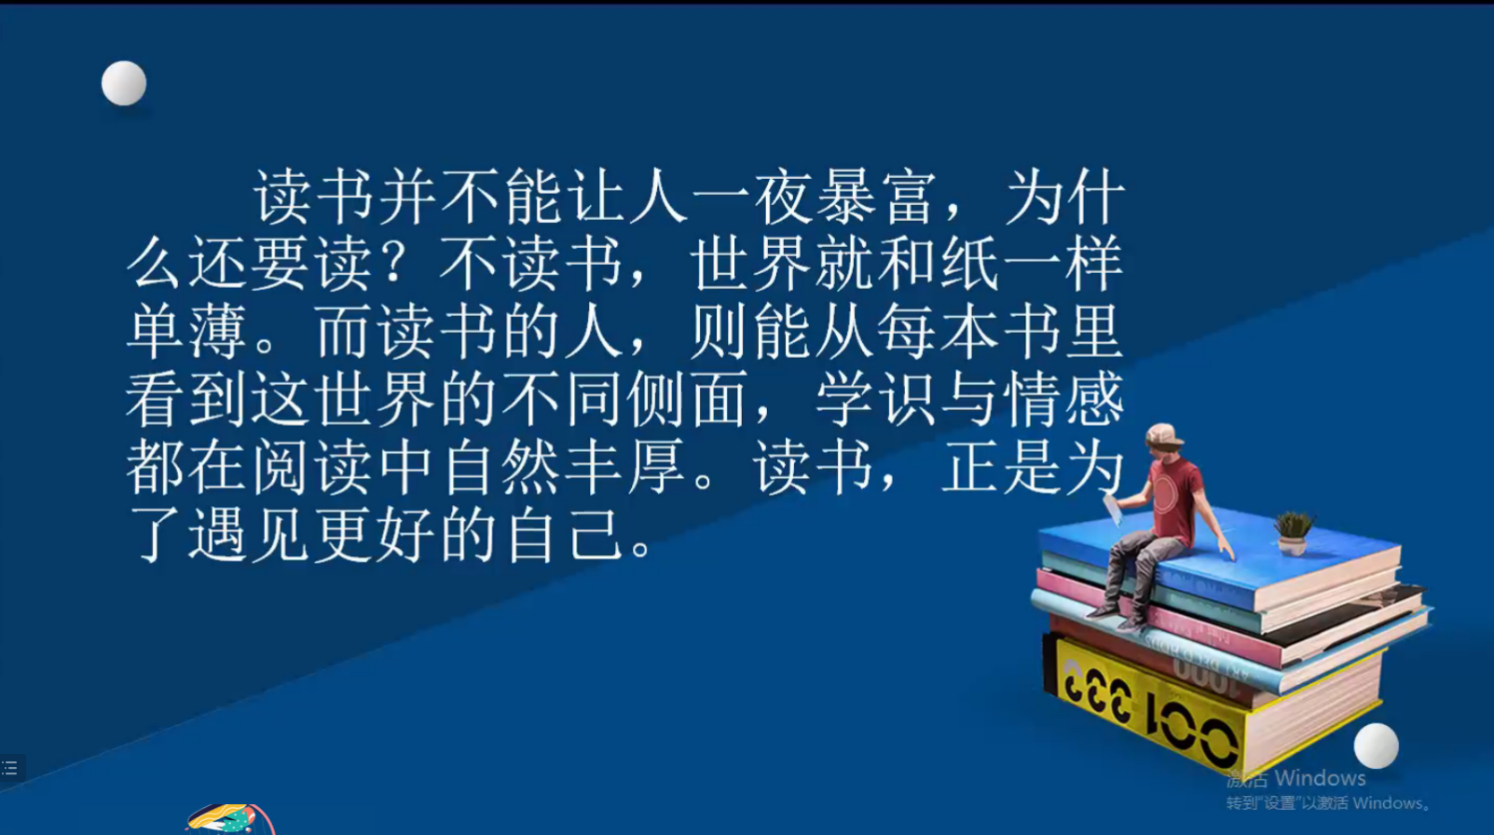 读书并不能让人一夜暴富，为什
么还要读？不读书，世界就和纸一样
单薄。而读书的人，则能从每本书里
看到这世界的不同侧面，学识与情感
都在阅读中自然丰厚。读书，正是为
了遇见更好的自己。
激活 Windows
转到“设置”以激活 Windows。